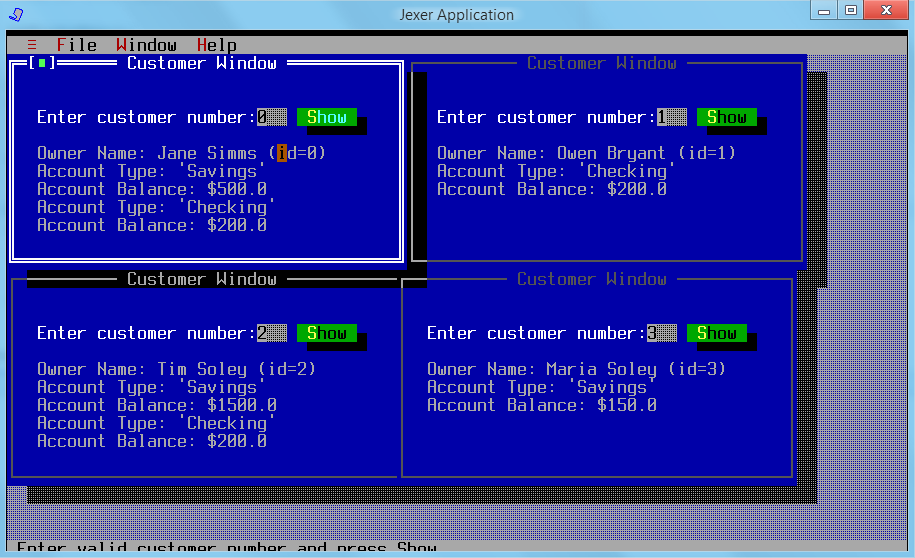 Jexer Application
≡ File Window Help
[■] Customer Window
Enter customer number:0 Show
Owner Name: Jane Simms (id=0)
Account Type: 'Savings'
Account Balance: $500.0
Account Type: 'Checking'
Account Balance: $200.0
Customer Window
Enter customer number:1 Show
Owner Name: Owen Bryant (id=1)
Account Type: 'Checking'
Account Balance: $200.0
Customer Window
Enter customer number:2 Show
Owner Name: Tim Soley (id=2)
Account Type: 'Savings'
Account Balance: $1500.0
Account Type: 'Checking'
Account Balance: $200.0
Customer Window
Enter customer number:3 Show
Owner Name: Maria Soley (id=3)
Account Type: 'Savings'
Account Balance: $150.0
Enter valid customer number and press Show